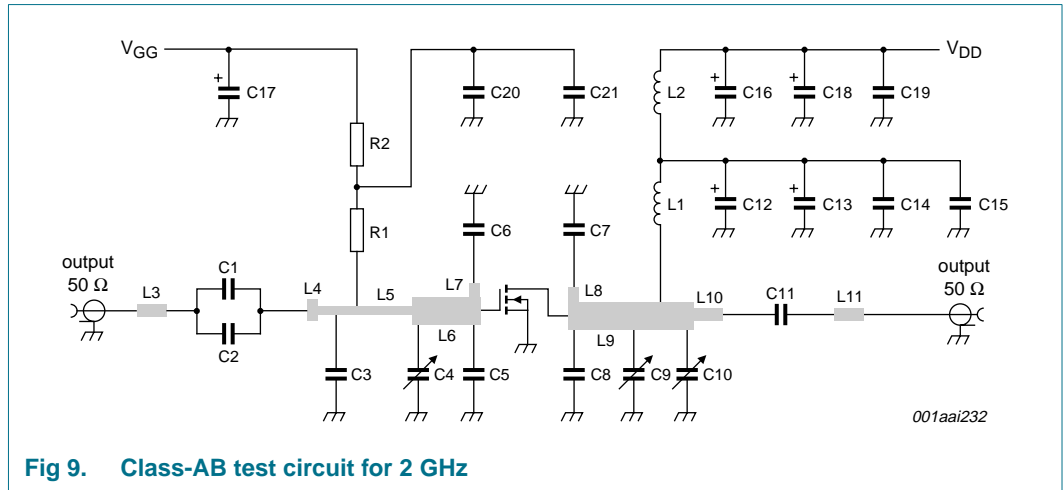 VGG
VDD
+
C17
C20
C21
L2
+
C16
+
C18
C19
R2
L1
+
C12
+
C13
C14
C15
R1
C6
C7
output
50 Ω
L3
C1
C2
L4
L5
L7
L6
L8
L9
L10
C11
L11
output
50 Ω
C3
C4
C5
C8
C9
C10
001aai232
Fig 9. Class-AB test circuit for 2 GHz